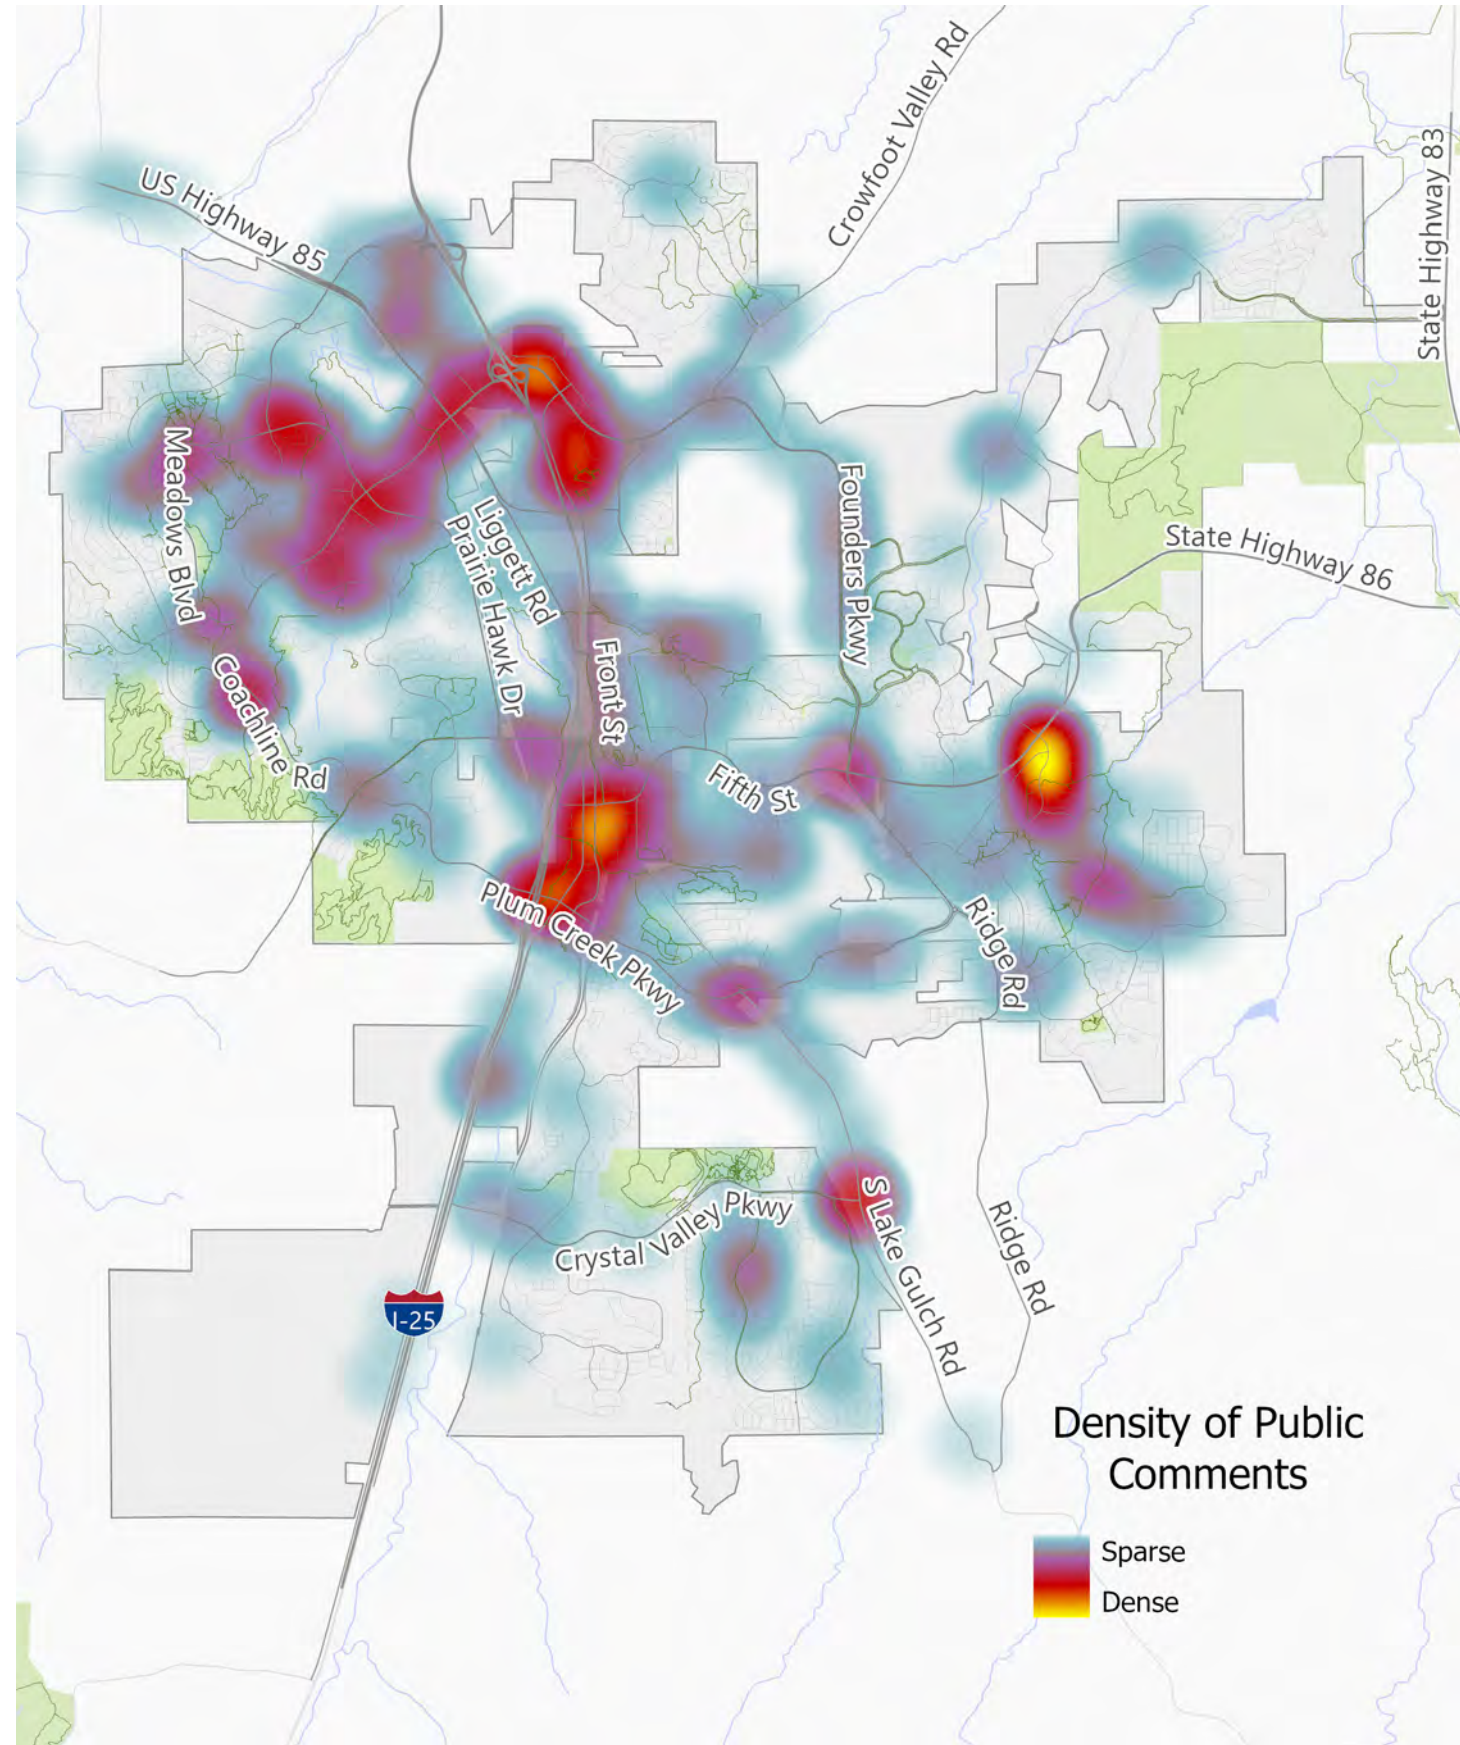 Crowfoot Valley Rd
State Highway 83
US Highway 85
Meadows Blvd
Founders Pkwy
Liggett Rd
Prairie Hawk Dr
State Highway 86
Front St
Coachline Rd
Fifth St
Plum Creek Pkwy
Ridge Rd
S Lake Gulch Rd
Crystal Valley Pkwy
Ridge Rd
I-25
Density of Public
Comments
Sparse
Dense